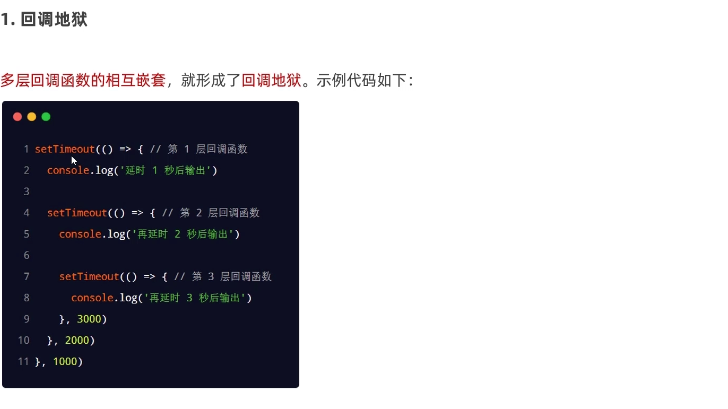 1. 回调地狱
多层回调函数的相互嵌套，就形成了回调地狱。示例代码如下：
1 setTimeout(() => { // 第 1 层回调函数
2   console.log('延时 1 秒后输出')
3
4   setTimeout(() => { // 第 2 层回调函数
5     console.log('再延时 2 秒后输出')
6
7     setTimeout(() => { // 第 3 层回调函数
8       console.log('再延时 3 秒后输出')
9     }, 3000)
10   }, 2000)
11 }, 1000)